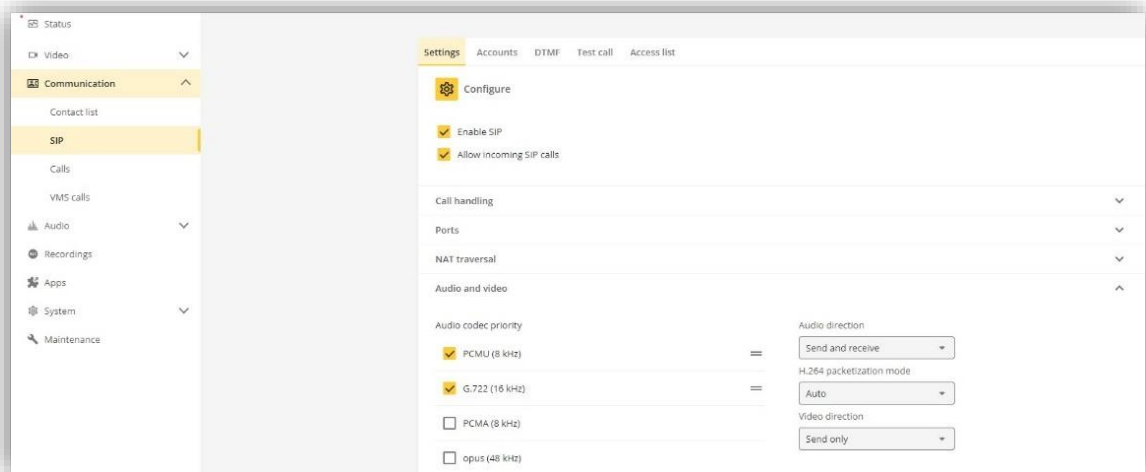 Status
Video
Communication
Contact list
SIP
Calls
VMS calls
Audio
Recordings
Apps
System
Maintenance
Settings Accounts DTMF Test call Access list
Configure
Enable SIP
Allow incoming SIP calls
Call handling
Ports
NAT traversal
Audio and video
Audio codec priority
PCMU (8 kHz)
G.722 (16 kHz)
PCMA (8 kHz)
opus (48 kHz)
Audio direction
Send and receive
H.264 packetization mode
Auto
Video direction
Send only